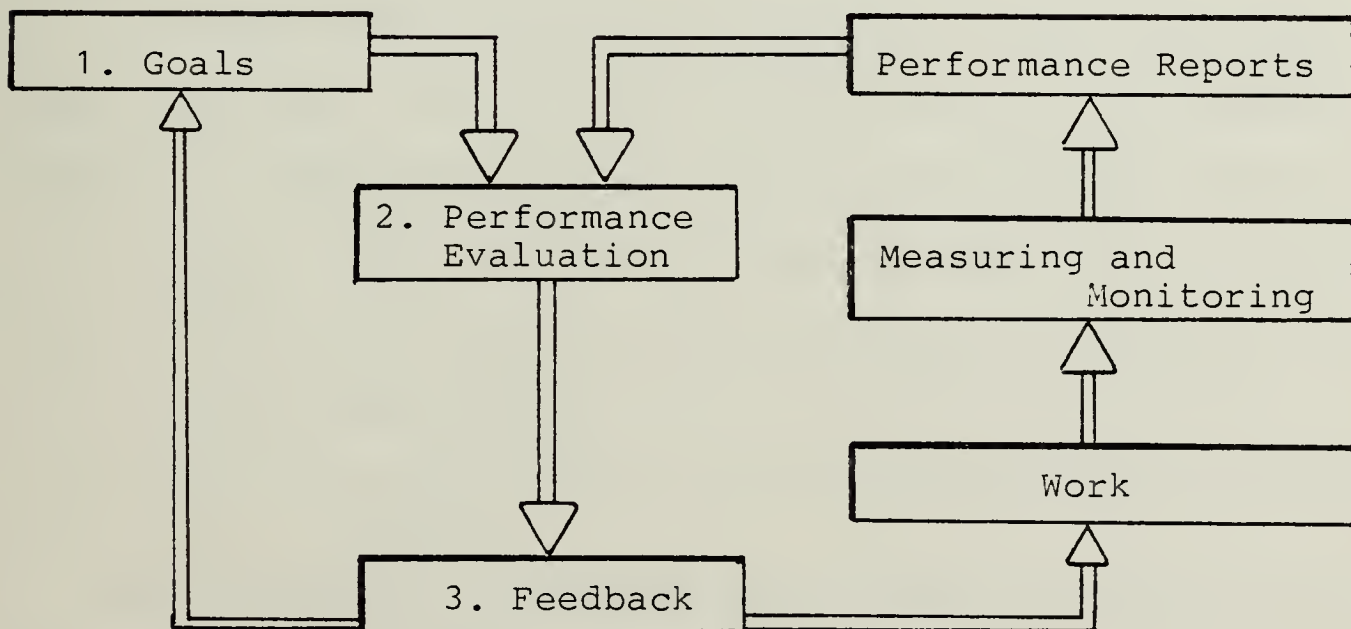 1. Goals
Performance Reports
2. Performance
Evaluation
Measuring and
Monitoring
Work
3. Feedback